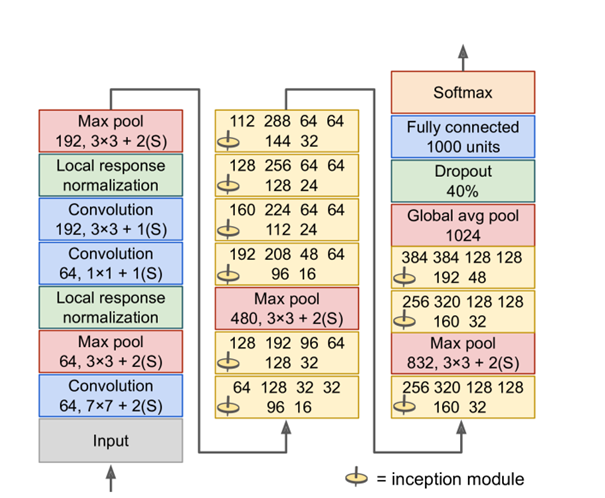 Max pool
192, 3×3 + 2(S)
Local response
normalization
Convolution
192, 3×3 + 1(S)
Convolution
64, 1×1 + 1(S)
Local response
normalization
Max pool
64, 3×3 + 2(S)
Convolution
64, 7×7 + 2(S)
Input
112 288 64 64
144 32
128 256 64 64
128 24
160 224 64 64
112 24
192 208 48 64
96 16
Max pool
480, 3×3 + 2(S)
128 192 96 64
128 32
64 128 32 32
96 16
Softmax
Fully connected
1000 units
Dropout
40%
Global avg pool
1024
384 384 128 128
192 48
256 320 128 128
160 32
Max pool
832, 3×3 + 2(S)
256 320 128 128
160 32
= inception module